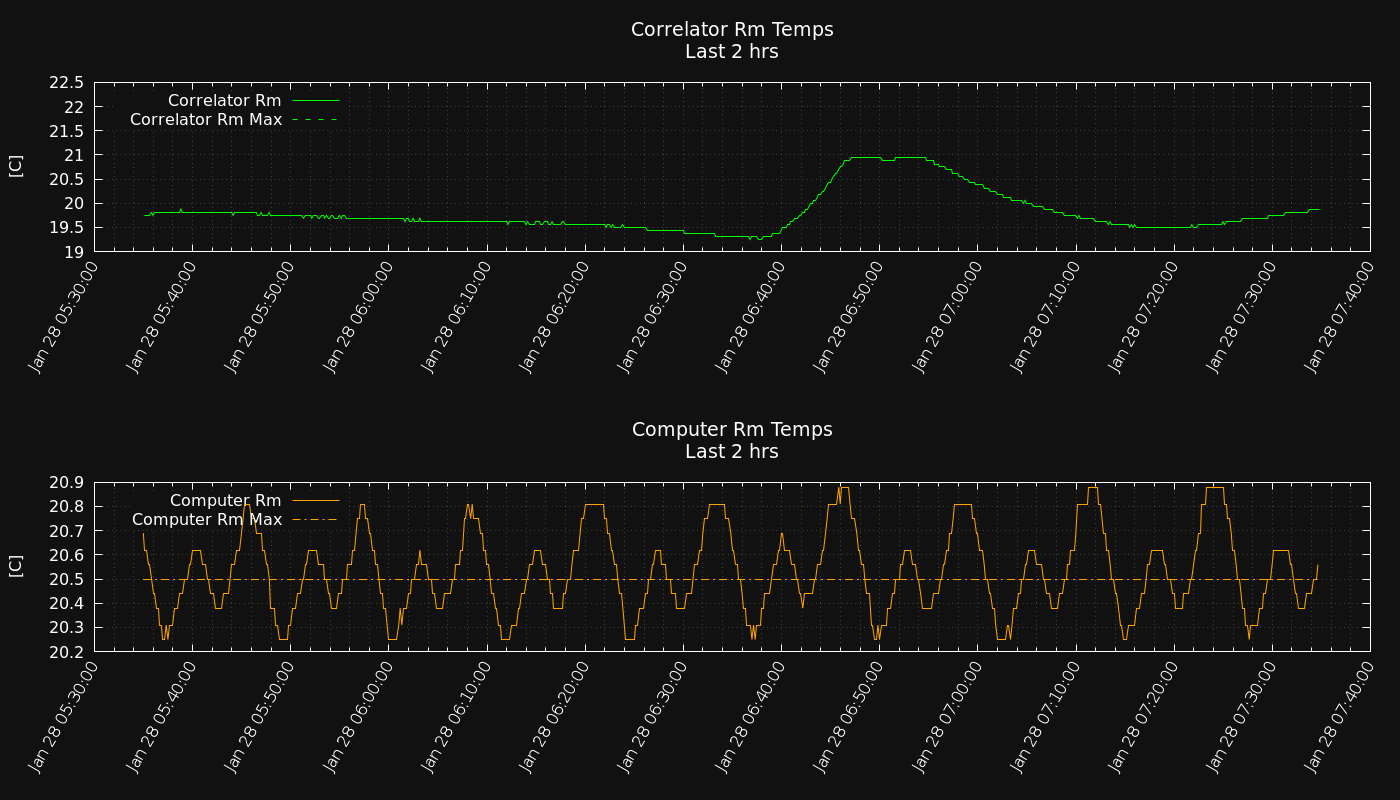 Correlator Rm Temps
Last 2 hrs
22.5
22
21.5
21
20.5
20
19.5
19
[C]
Correlator Rm
Correlator Rm Max
Jan 28 05:30:00
Jan 28 05:40:00
Jan 28 05:50:00
Jan 28 06:00:00
Jan 28 06:10:00
Jan 28 06:20:00
Jan 28 06:30:00
Jan 28 06:40:00
Jan 28 06:50:00
Jan 28 07:00:00
Jan 28 07:10:00
Jan 28 07:20:00
Jan 28 07:30:00
Jan 28 07:40:00
Computer Rm Temps
Last 2 hrs
20.9
20.8
20.7
20.6
20.5
20.4
20.3
20.2
[C]
Computer Rm
Computer Rm Max
Jan 28 05:30:00
Jan 28 05:40:00
Jan 28 05:50:00
Jan 28 06:00:00
Jan 28 06:10:00
Jan 28 06:20:00
Jan 28 06:30:00
Jan 28 06:40:00
Jan 28 06:50:00
Jan 28 07:00:00
Jan 28 07:10:00
Jan 28 07:20:00
Jan 28 07:30:00
Jan 28 07:40:00